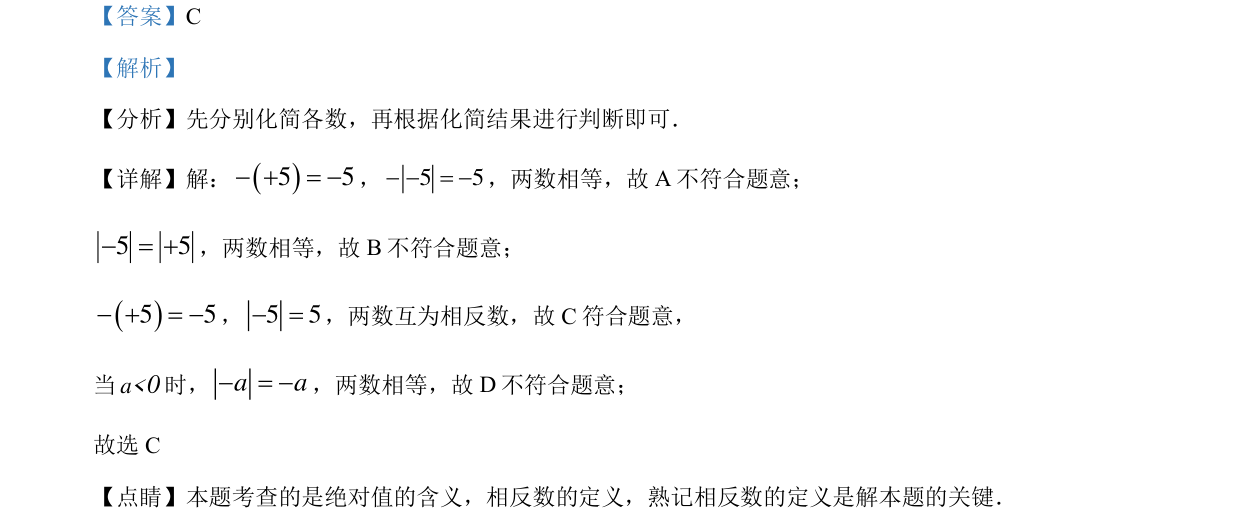 【答案】C
【解析】
【分析】先分别化简各数，再根据化简结果进行判断即可．
【详解】解：−(+5)=−5，−|−5|=−5，两数相等，故 A 不符合题意；
|−5|=|+5|，两数相等，故 B 不符合题意；
−(+5)=−5，|−5|=5，两数互为相反数，故 C 符合题意，
当 a<0 时，|−a|=−a，两数相等，故 D 不符合题意；
故选 C
【点睛】本题考查的是绝对值的含义，相反数的定义，熟记相反数的定义是解本题的关键．